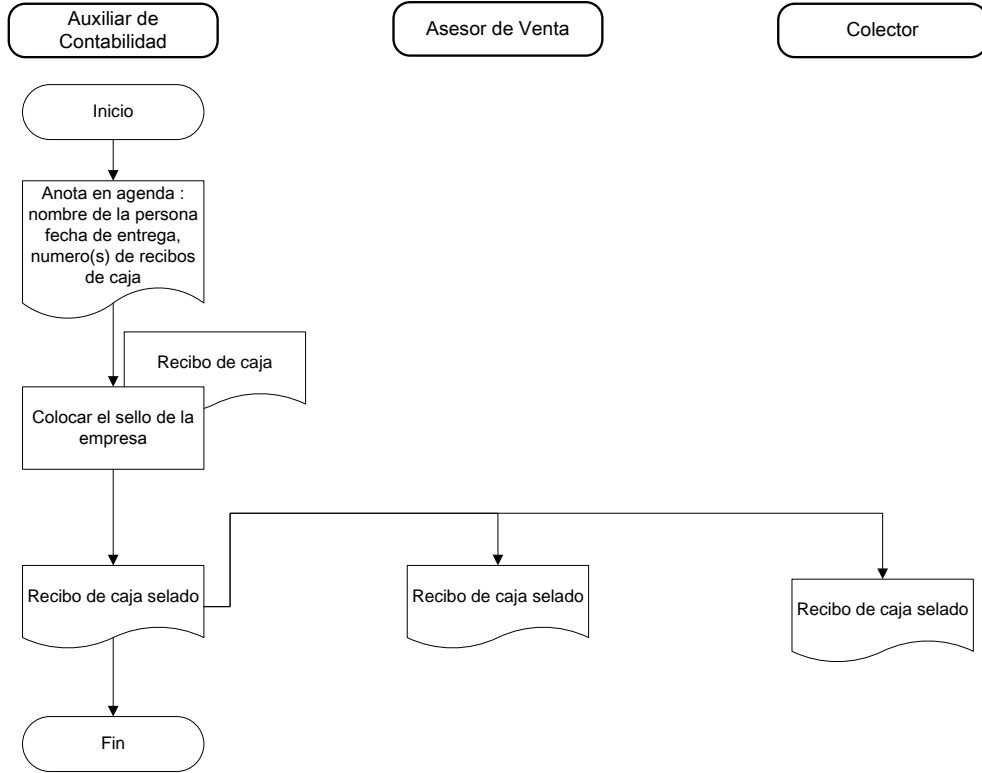 Auxiliar de
Contabilidad
Asesor de Venta
Colector
Inicio
Anota en agenda :
nombre de la persona
fecha de entrega,
numero(s) de recibos
de caja
Recibo de caja
Colocar el sello de la
empresa
Recibo de caja selado
Recibo de caja selado
Recibo de caja selado
Fin